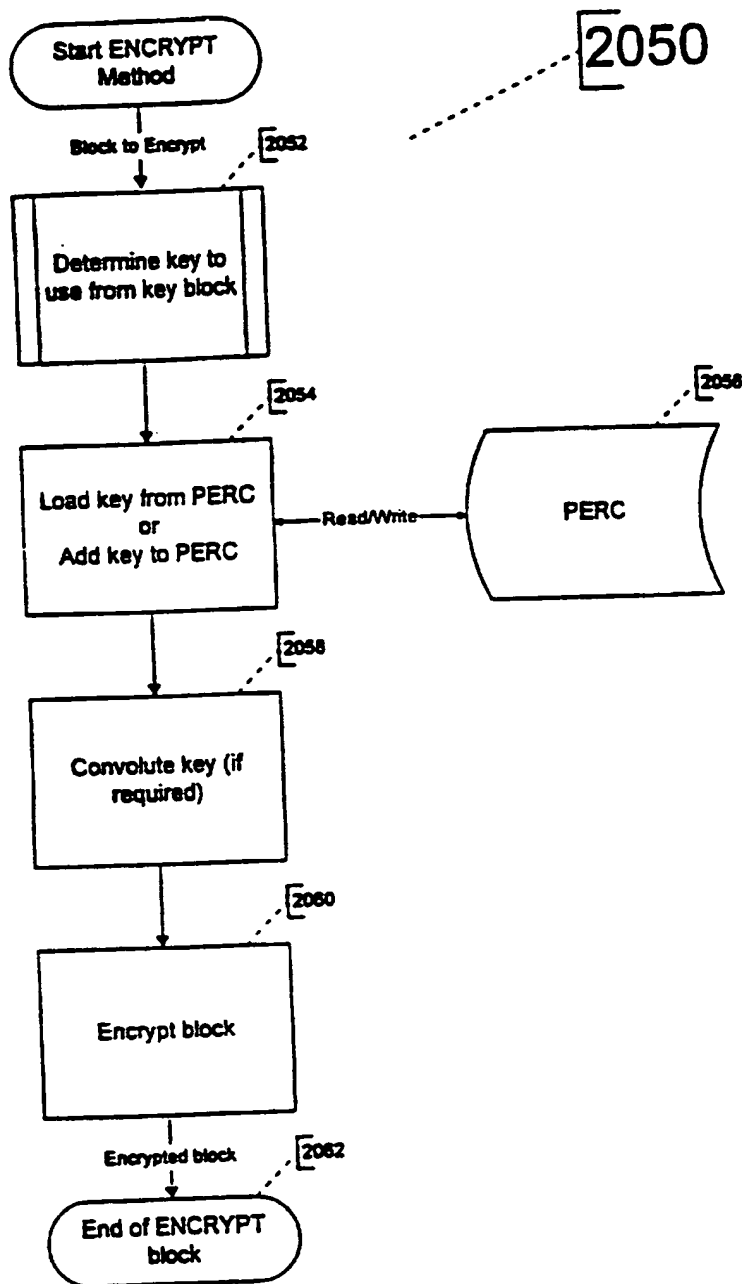 2050
Start ENCRYPT
Method
Block to Encrypt
2052
Determine key to
use from key block
2054
Load key from PERC
or
Add key to PERC
Read/Write
2056
PERC
2058
Convolute key (if
required)
2060
Encrypt block
Encrypted block
2062
End of ENCRYPT
block